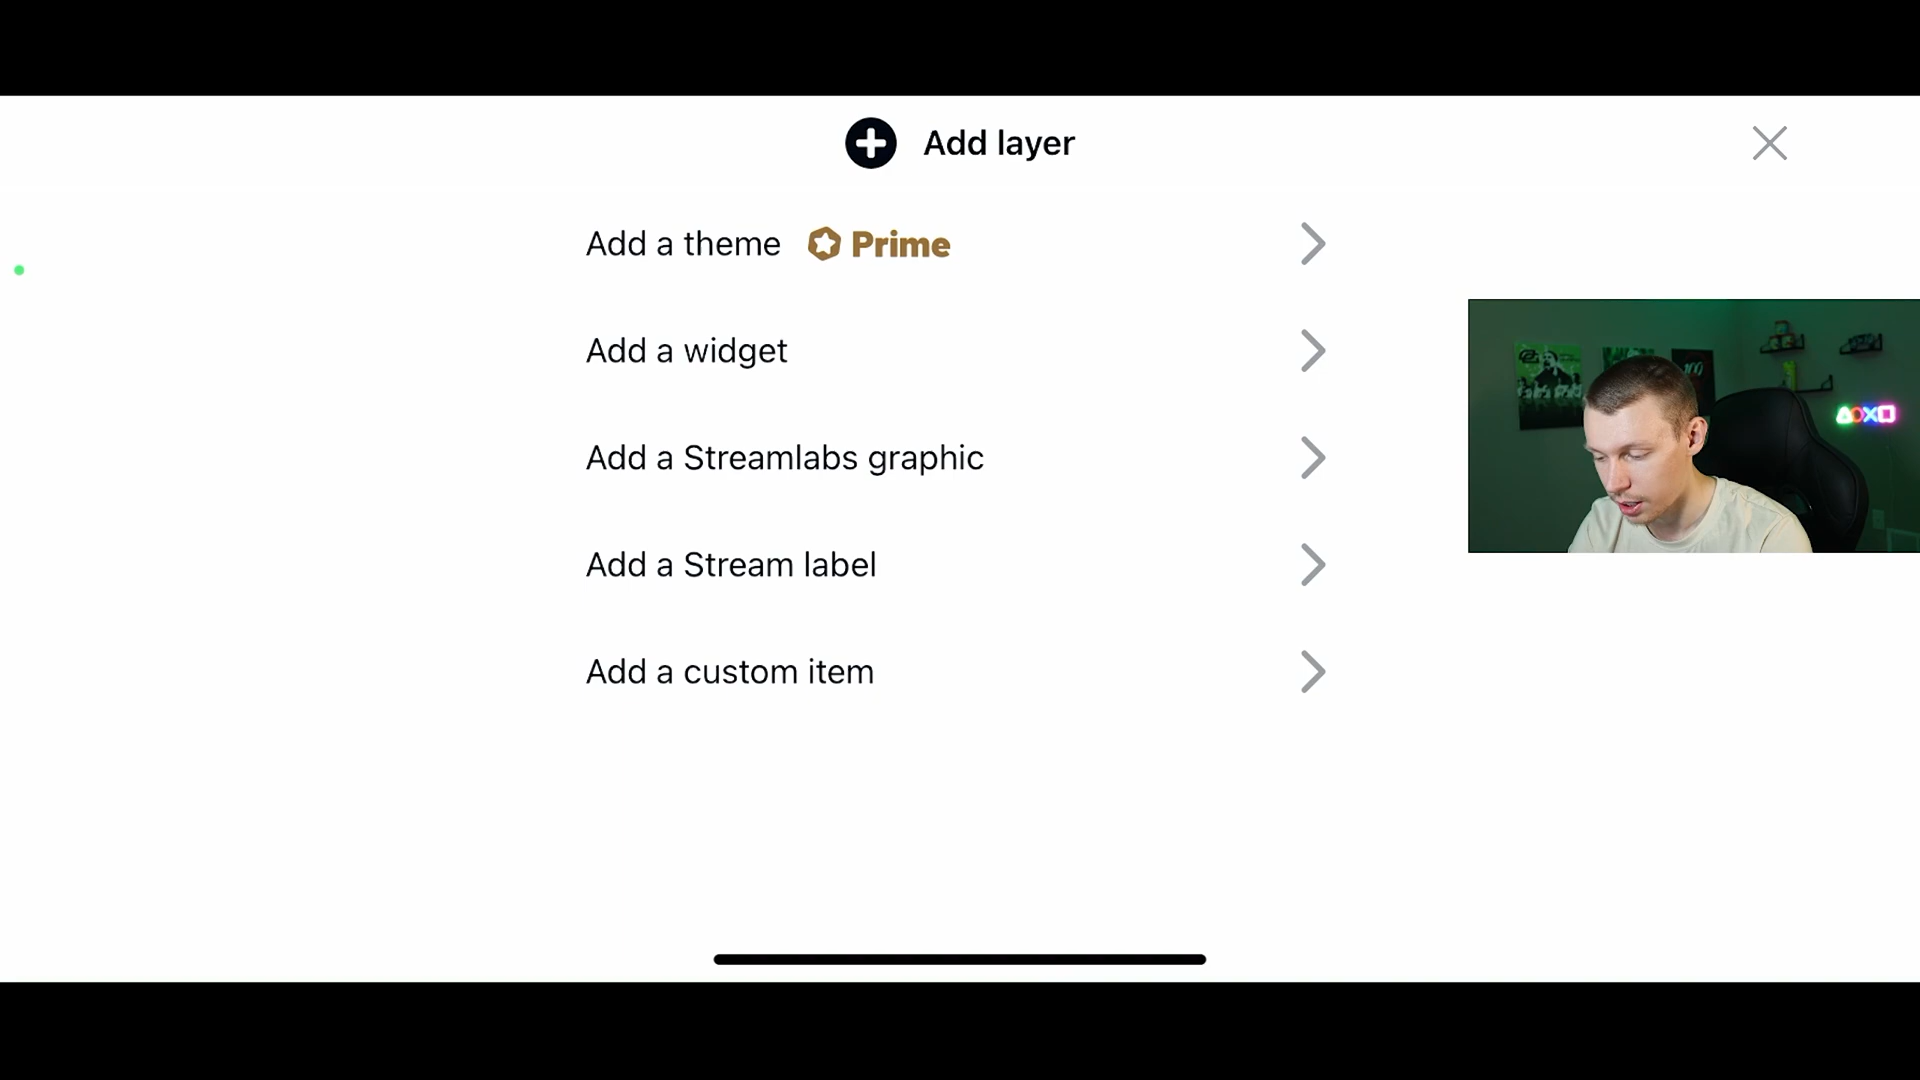 Add layer
Add a theme Prime
Add a widget
Add a Streamlabs graphic
Add a Stream label
Add a custom item